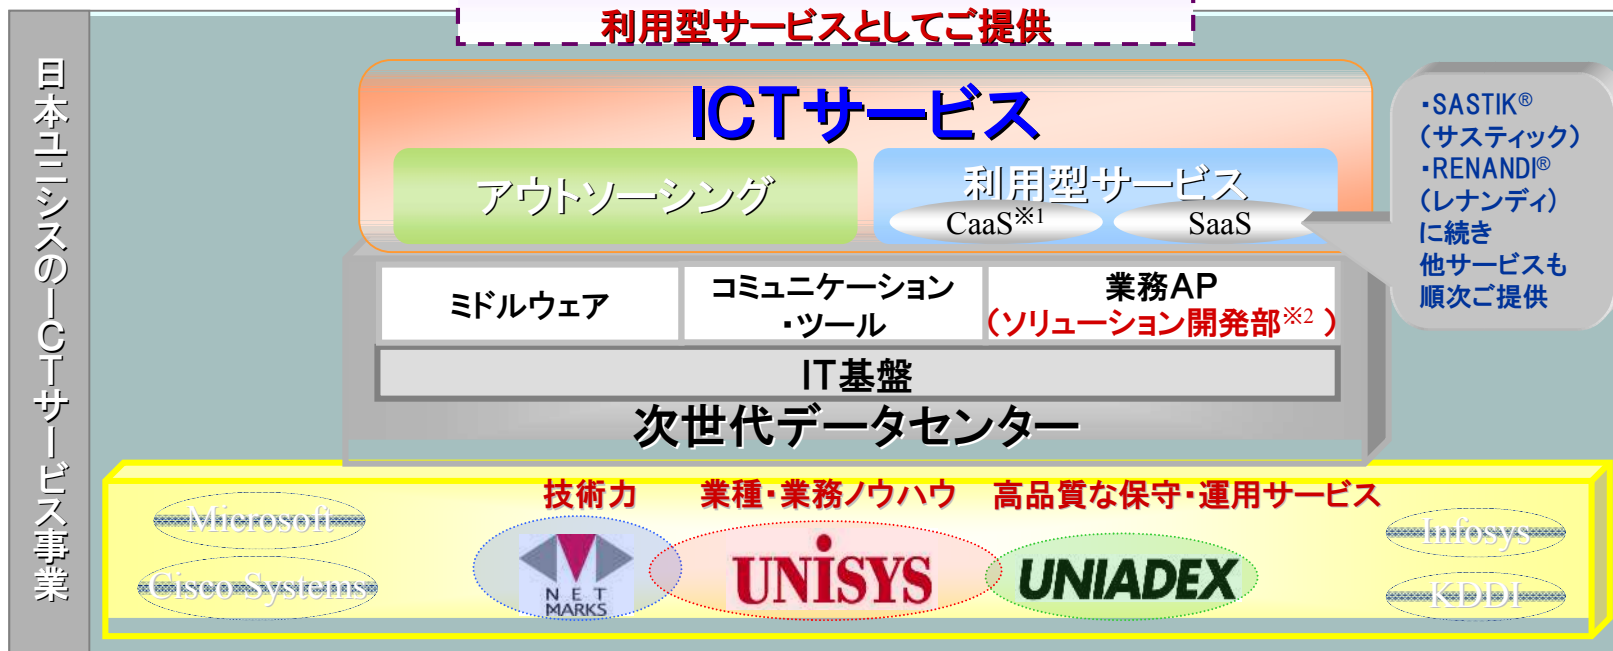 利用型サービスとしてご提供
日本ユニシスのICTサービス事業
ICTサービス
アウトソーシング
利用型サービス
CaaS※1
SaaS
・SASTIK®
（サスティック）
・RENANDI®
（レナンディ）
に続き
他サービスも
順次ご提供
ミドルウェア
コミュニケーション
・ツール
業務AP
（ソリューション開発部※2 ）
IT基盤
次世代データセンター
技術力
業種・業務ノウハウ
高品質な保守・運用サービス
Microsoft
Cisco Systems
NET
MARKS
UNISYS
UNIADEX
Infosys
KDDI